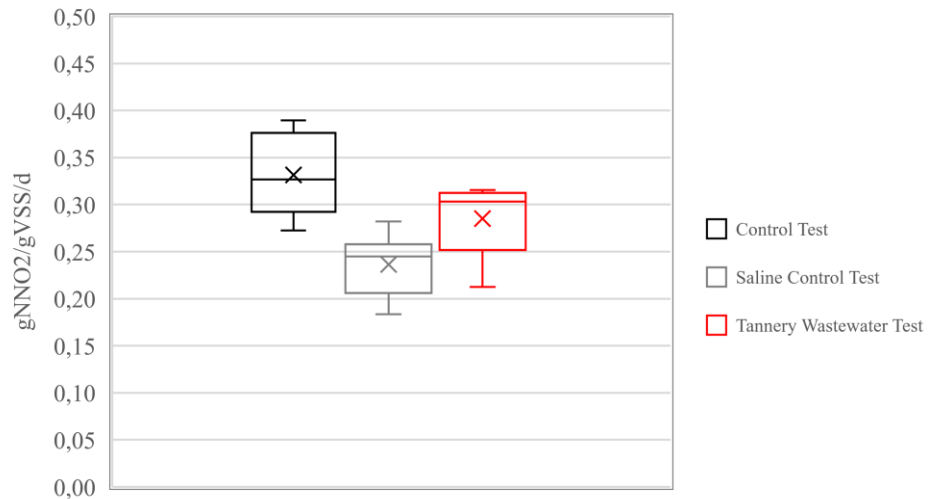 0,50
0,45
0,40
0,35
0,30
0,25
0,20
0,15
0,10
0,05
0,00
gNNO2/gVSS/d
Control Test
Saline Control Test
Tannery Wastewater Test